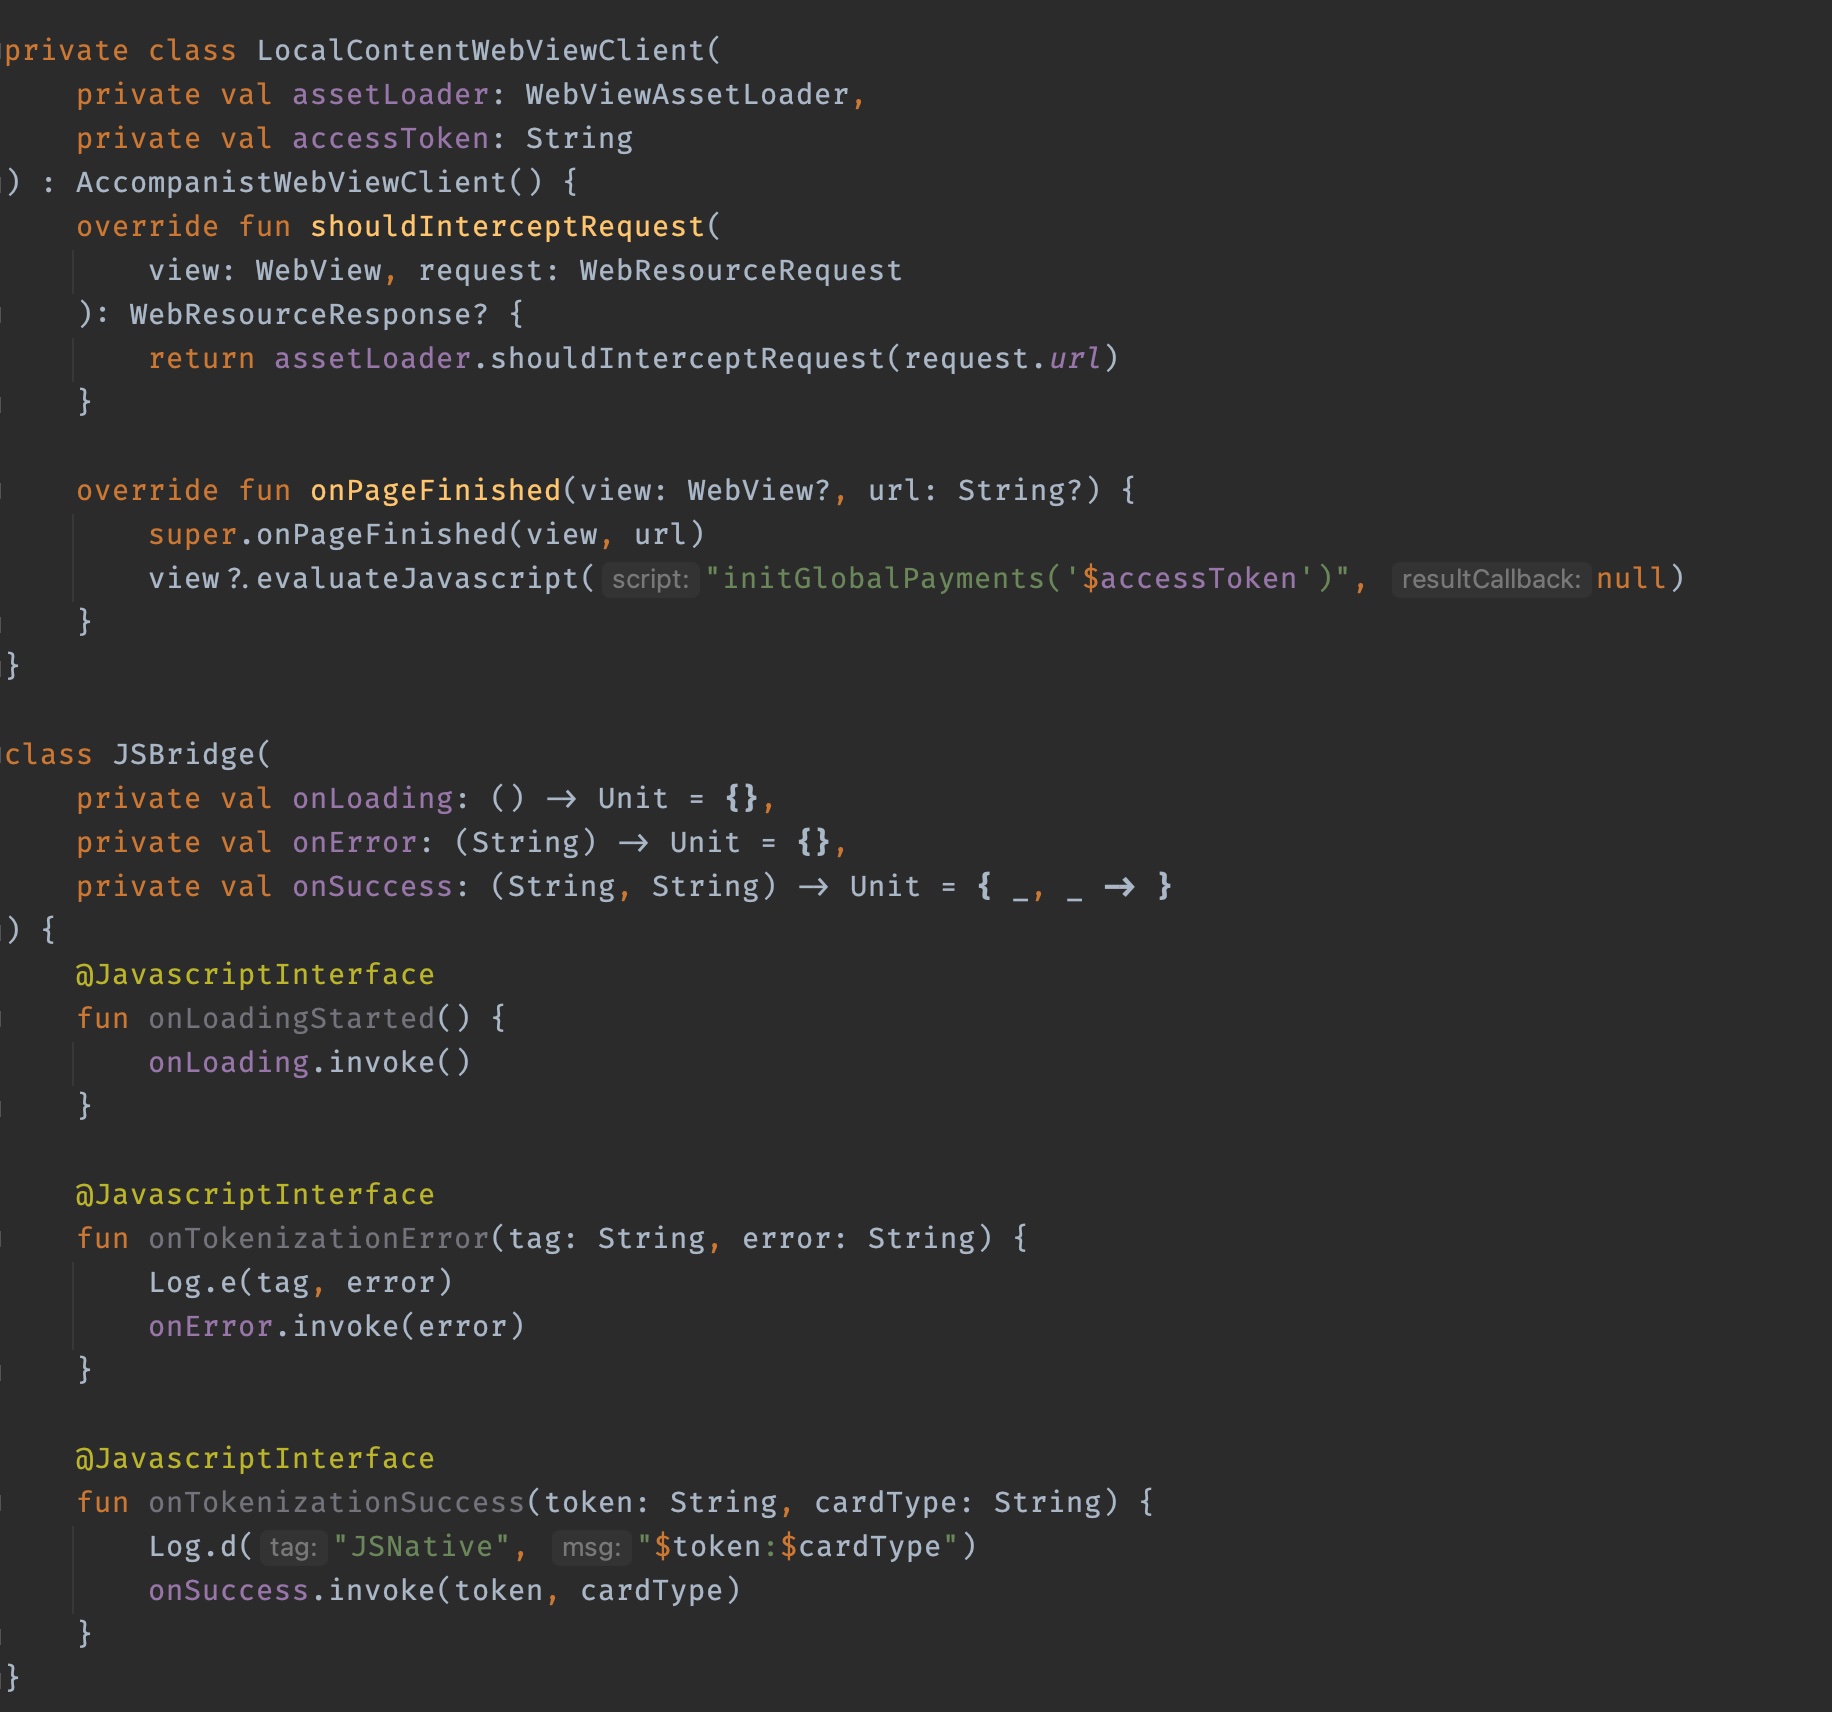 private class LocalContentWebViewClient(
    private val assetLoader: WebViewAssetLoader,
    private val accessToken: String
) : AccompanistWebViewClient() {
    override fun shouldInterceptRequest(
        view: WebView, request: WebResourceRequest
    ): WebResourceResponse? {
        return assetLoader.shouldInterceptRequest(request.url)
    }
    override fun onPageFinished(view: WebView?, url: String?) {
        super.onPageFinished(view, url)
        view?.evaluateJavascript( script: "initGlobalPayments('$accessToken')", resultCallback: null)
    }
}
class JSBridge(
    private val onLoading: () -> Unit = {},
    private val onError: (String) -> Unit = {},
    private val onSuccess: (String, String) -> Unit = { _, _ -> }
) {
    @JavascriptInterface
    fun onLoadingStarted() {
        onLoading.invoke()
    }
    @JavascriptInterface
    fun onTokenizationError(tag: String, error: String) {
        Log.e(tag, error)
        onError.invoke(error)
    }
    @JavascriptInterface
    fun onTokenizationSuccess(token: String, cardType: String) {
        Log.d( tag: "JSNative", msg: "$token:$cardType")
        onSuccess.invoke(token, cardType)
    }
}